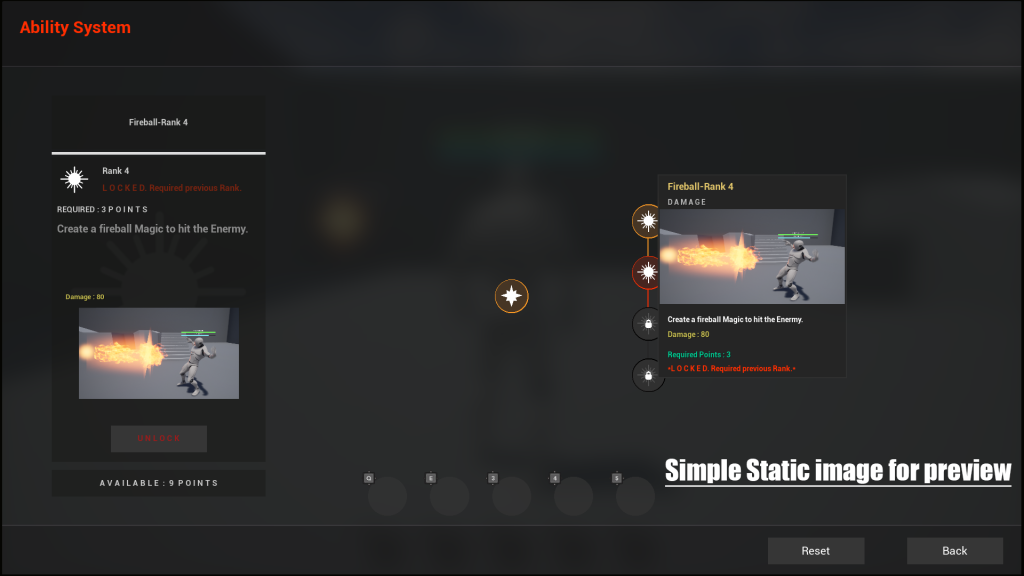 Ability System
Fireball-Rank 4
Rank 4
L O C K E D. Required previous Rank.
REQUIRED : 3 P O I N T S
Create a fireball Magic to hit the Enermy.
Damage : 80
UNLOCK
AVAILABLE : 9 POINTS
Fireball-Rank 4
DAMAGE
Create a fireball Magic to hit the Enermy.
Damage : 80
Required Points : 3
*L O C K E D. Required previous Rank.*
Simple Static image for preview
Q E 3 4 5
Reset Back